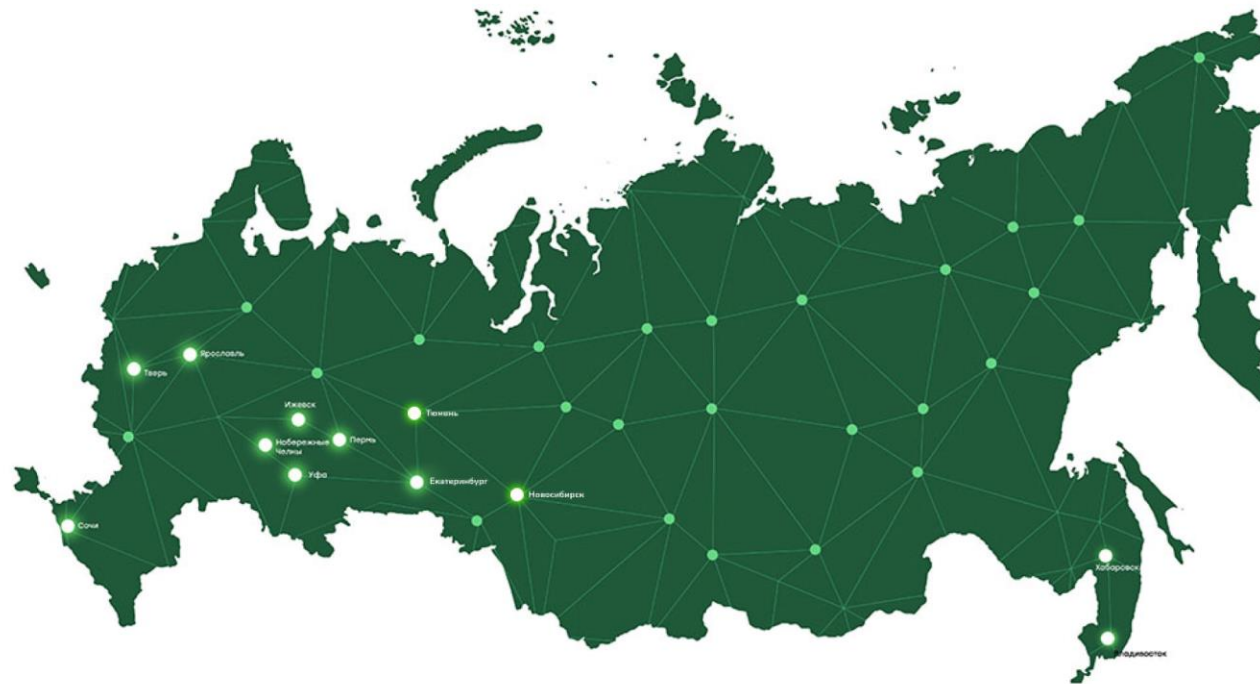 Ярославль
Тверь
Ижевск
Тюмень
Пермь
Набережные
Челны
Уфа
Екатеринбург
Новосибирск
Сочи
Хабаровск
Владивосток